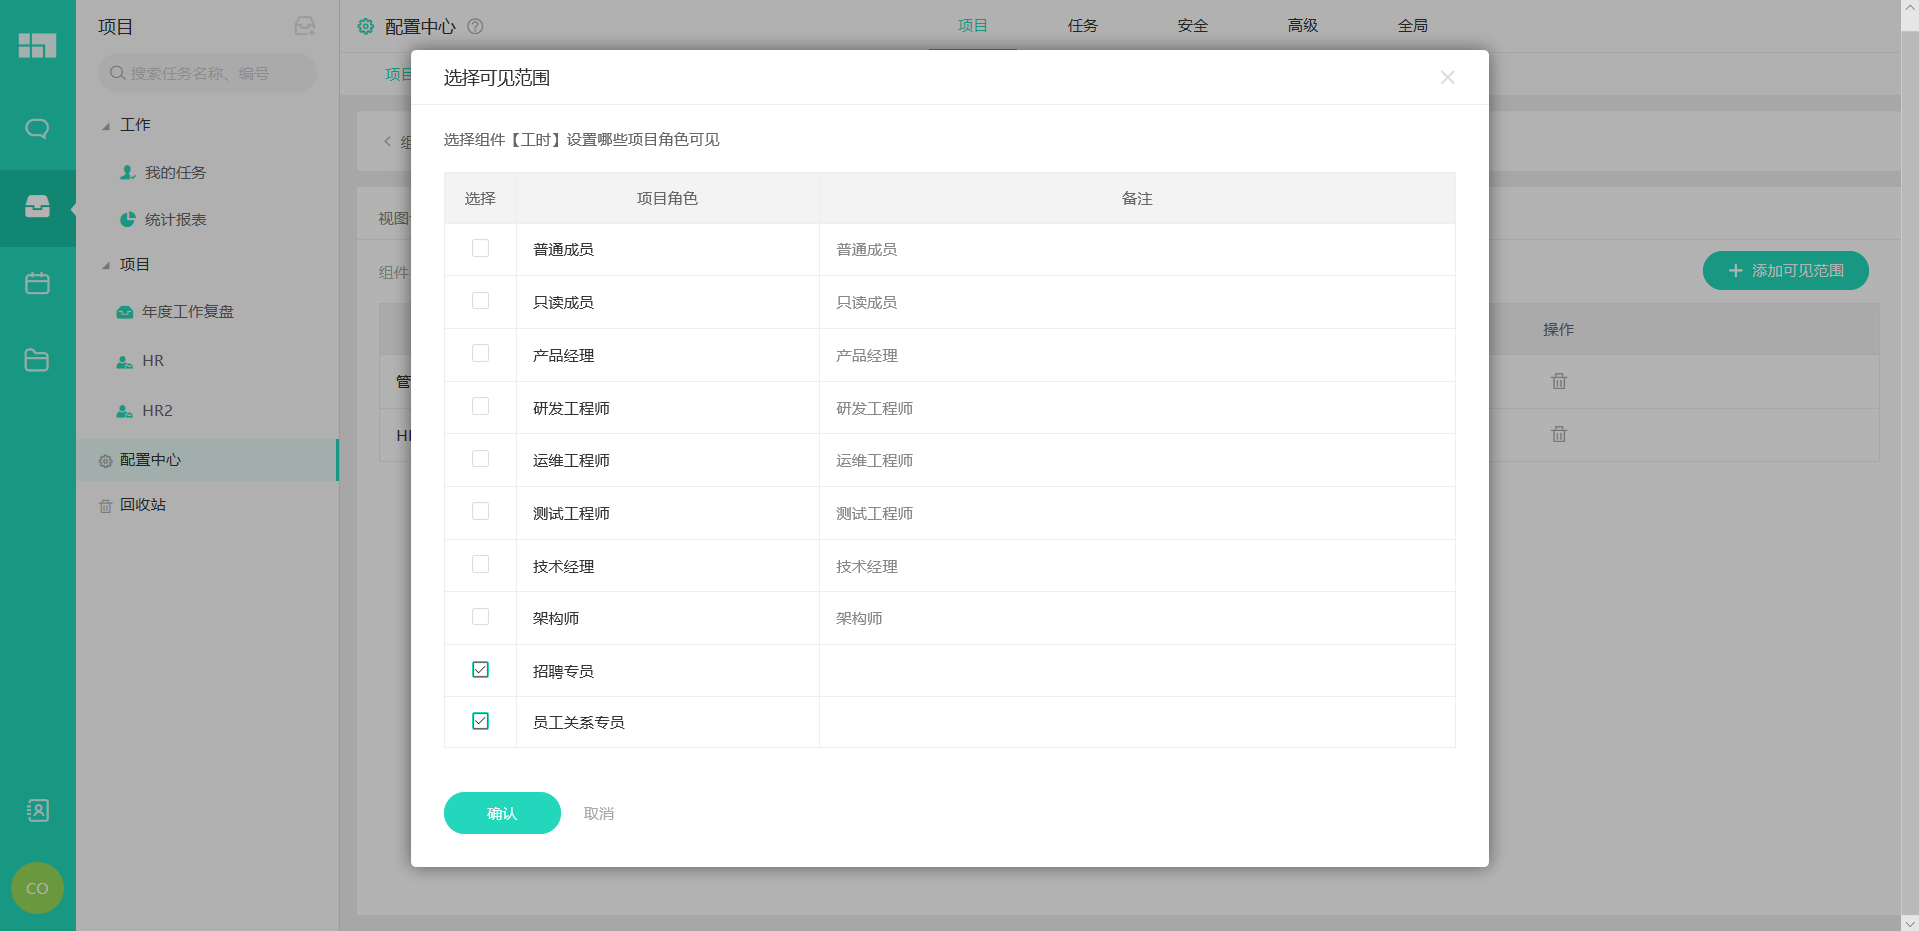 项目
搜索任务名称、编号
工作
我的任务
统计报表
项目
年度工作复盘
HR
HR2
配置中心
回收站
CO
配置中心
项目
任务
安全
高级
全局
项目
视图
组件
添加可见范围
操作
管
选择可见范围
选择组件【工时】设置哪些项目角色可见
选择 项目角色 备注
普通成员 普通成员
只读成员 只读成员
产品经理 产品经理
研发工程师 研发工程师
运维工程师 运维工程师
测试工程师 测试工程师
技术经理 技术经理
架构师 架构师
招聘专员
员工关系专员
确认 取消